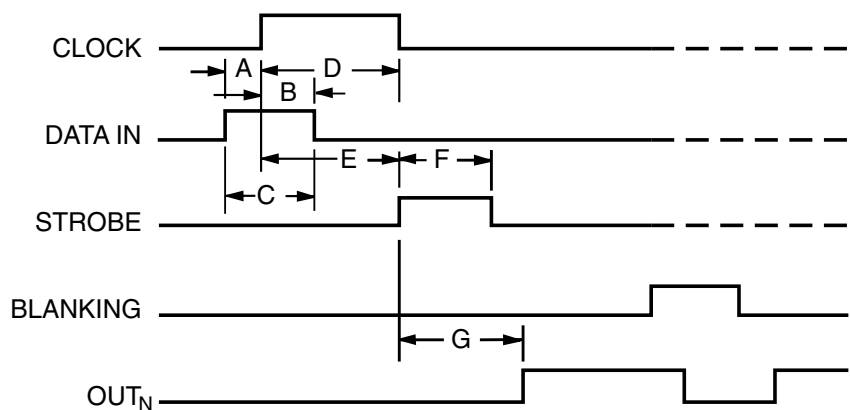 CLOCK
A D
B
DATA IN
E F
C
STROBE
BLANKING
G
OUTN